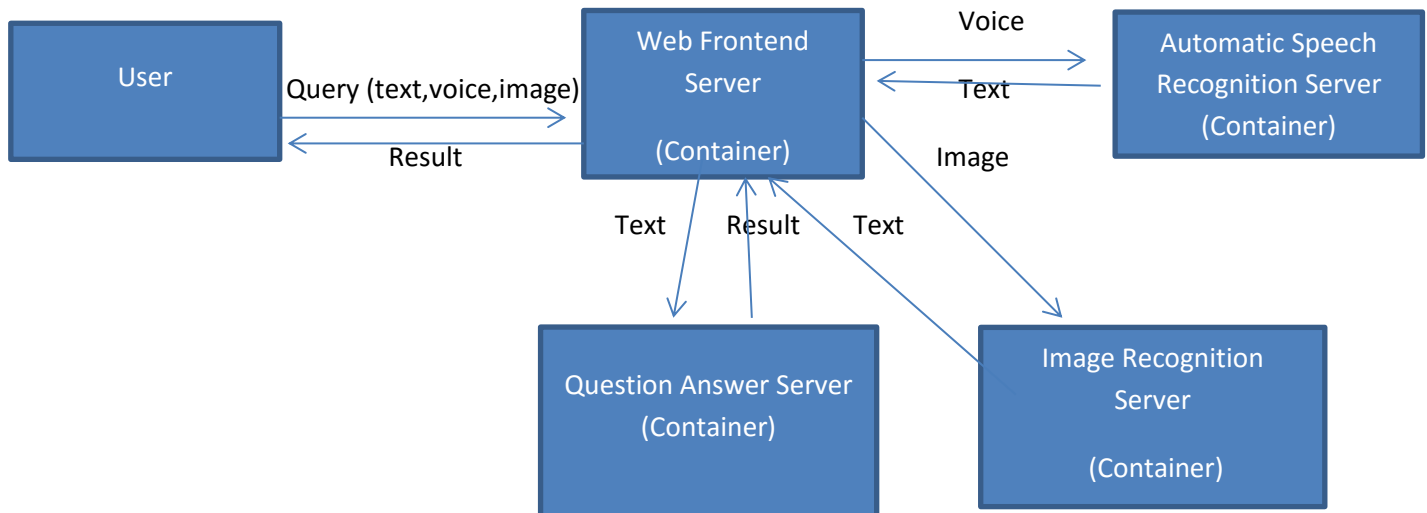 User
Query (text,voice,image)
Result
Web Frontend
Server
(Container)
Voice
Text
Image
Automatic Speech
Recognition Server
(Container)
Text
Result
Text
Question Answer Server
(Container)
Image Recognition
Server
(Container)